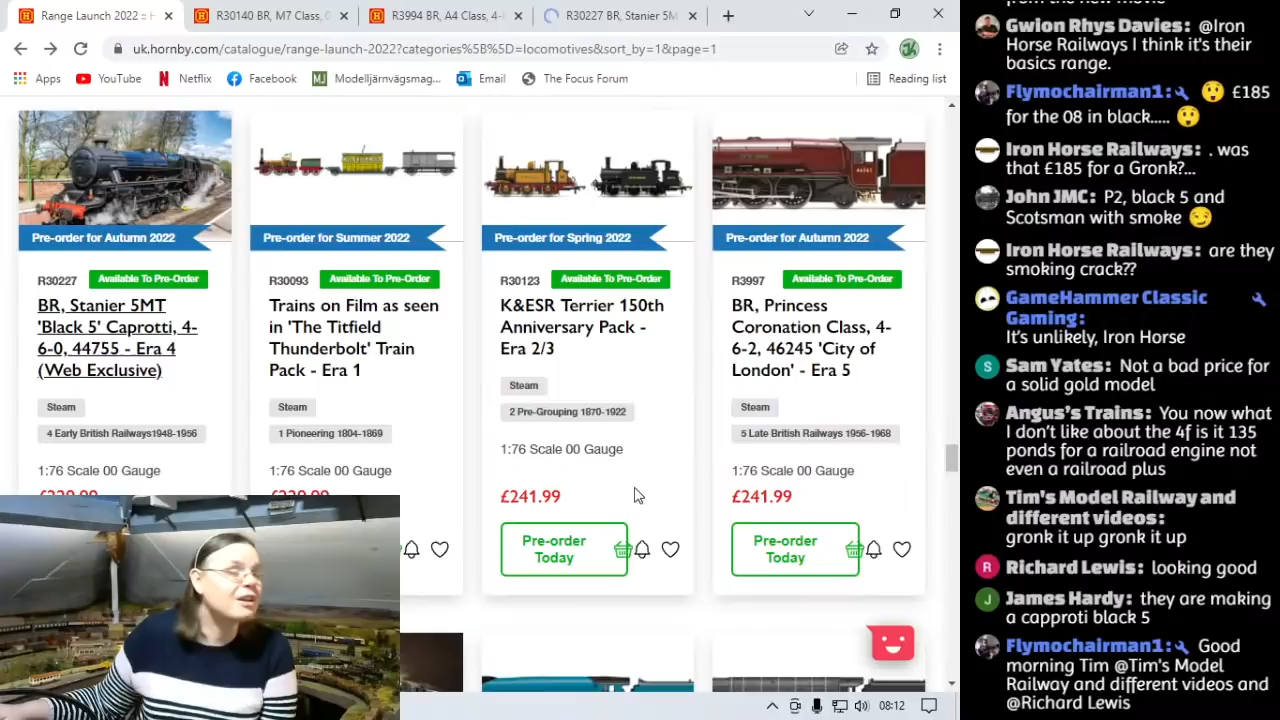 Range Launch 2022 :: H
R30140 BR, M7 Class, 0
R3994 BR, A4 Class, 4-
R30227 BR, Stanier 5M
uk.hornby.com/catalogue/range-launch-2022?categories%5B%5D=locomotives&sort_by=1&page=1
Apps
YouTube
Netflix
Facebook
Modelljärnvägsmag...
Email
The Focus Forum
Reading list
Pre-order for Autumn 2022
R30227
Available To Pre-Order
BR, Stanier 5MT
'Black 5' Caprotti, 4-
6-0, 44755 - Era 4
(Web Exclusive)
Steam
4 Early British Railways1948-1956
1:76 Scale 00 Gauge
Pre-order for Summer 2022
R30093
Available To Pre-Order
Trains on Film as seen
in 'The Titfield
Thunderbolt' Train
Pack - Era 1
Steam
1 Pioneering 1804-1869
1:76 Scale 00 Gauge
Pre-order for Spring 2022
R30123
Available To Pre-Order
K&ESR Terrier 150th
Anniversary Pack -
Era 2/3
Steam
2 Pre-Grouping 1870-1922
1:76 Scale 00 Gauge
£241.99
Pre-order
Today
Pre-order for Autumn 2022
R3997
Available To Pre-Order
BR, Princess
Coronation Class, 4-
6-2, 46245 'City of
London' - Era 5
Steam
5 Late British Railways 1956-1968
1:76 Scale 00 Gauge
£241.99
Pre-order
Today
08:12
from the new movie
Gwion Rhys Davies: @Iron
Horse Railways I think it's their
basics range.
Flymochairman1: £185
for the 08 in black.....
Iron Horse Railways: . was
that £185 for a Gronk?...
John JMC: P2, black 5 and
Scotsman with smoke
Iron Horse Railways: are they
smoking crack??
GameHammer Classic
Gaming:
It's unlikely, Iron Horse
Sam Yates: Not a bad price for
a solid gold model
Angus's Trains: You now what
I don't like about the 4f is it 135
ponds for a railroad engine not
even a railroad plus
Tim's Model Railway and
different videos:
gronk it up gronk it up
Richard Lewis: looking good
James Hardy: they are making
a capproti black 5
Flymochairman1: Good
morning Tim @Tim's Model
Railway and different videos and
@Richard Lewis